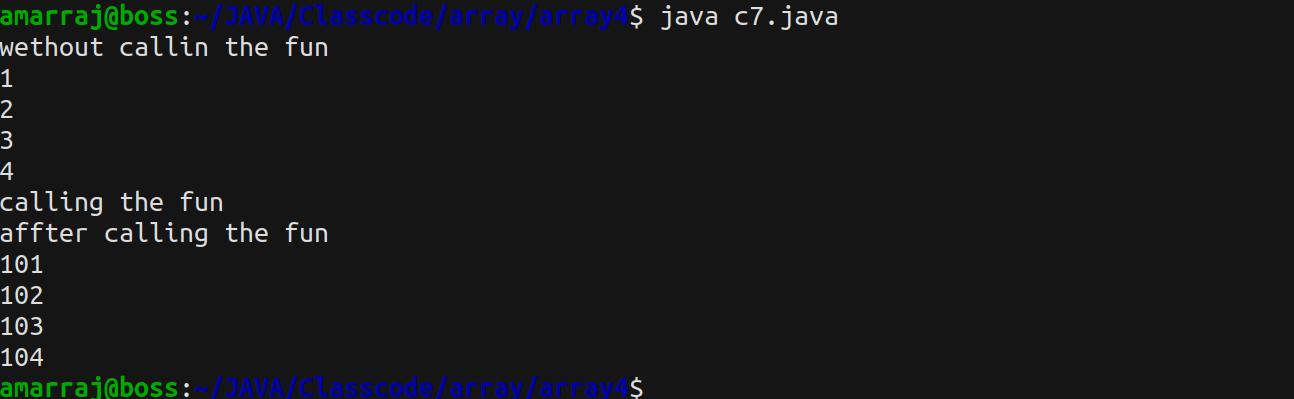 amarraj@boss:~/JAVA/Classcode/array/array4$ java c7.java
wethout callin the fun
1
2
3
4
calling the fun
affter calling the fun
101
102
103
104
amarraj@boss:~/JAVA/Classcode/array/array4$